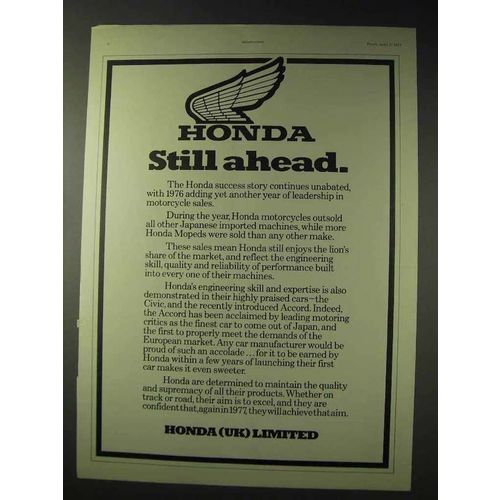 HONDA
Still ahead.
The Honda success story continues unabated,
with 1976 adding yet another year of leadership in
motorcycle sales.
During the year, Honda motorcycles outsold
all other Japanese imported machines, while more
Honda Mopeds were sold than any other make.
These sales mean Honda still enjoys the lion's
share of the market, and reflect the engineering
skill, quality and reliability of performance built
into every one of their machines.
Honda's engineering skill and expertise is also
demonstrated in their highly praised cars—the
Civic, and the recently introduced Accord. Indeed,
the Accord has been acclaimed by leading motoring
critics as the finest car to come out of Japan, and
the first to properly meet the demands of the
European market. Any car manufacturer would be
proud of such an accolade...for it to be earned by
Honda within a few years of launching their first
car makes it even sweeter.
Honda are determined to maintain the quality
and supremacy of all their products. Whether on
track or road, their aim is to excel, and they are
confident that, again in 1977, they will achieve that aim.
HONDA (UK) LIMITED